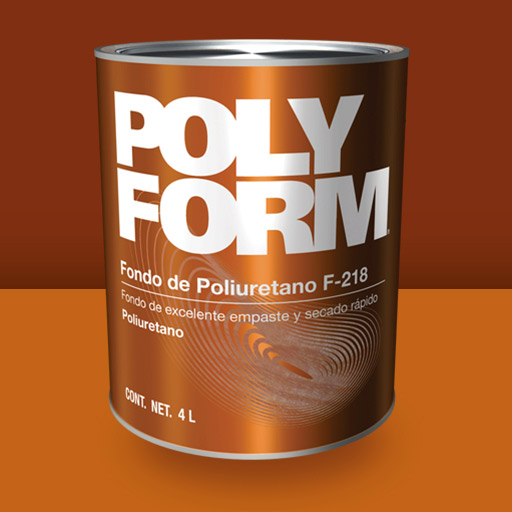 POLY
FORM
Fondo de Poliuretano F-218
Fondo de excelente empaste y secado rápido
Poliuretano
CONT. NET. 4 L